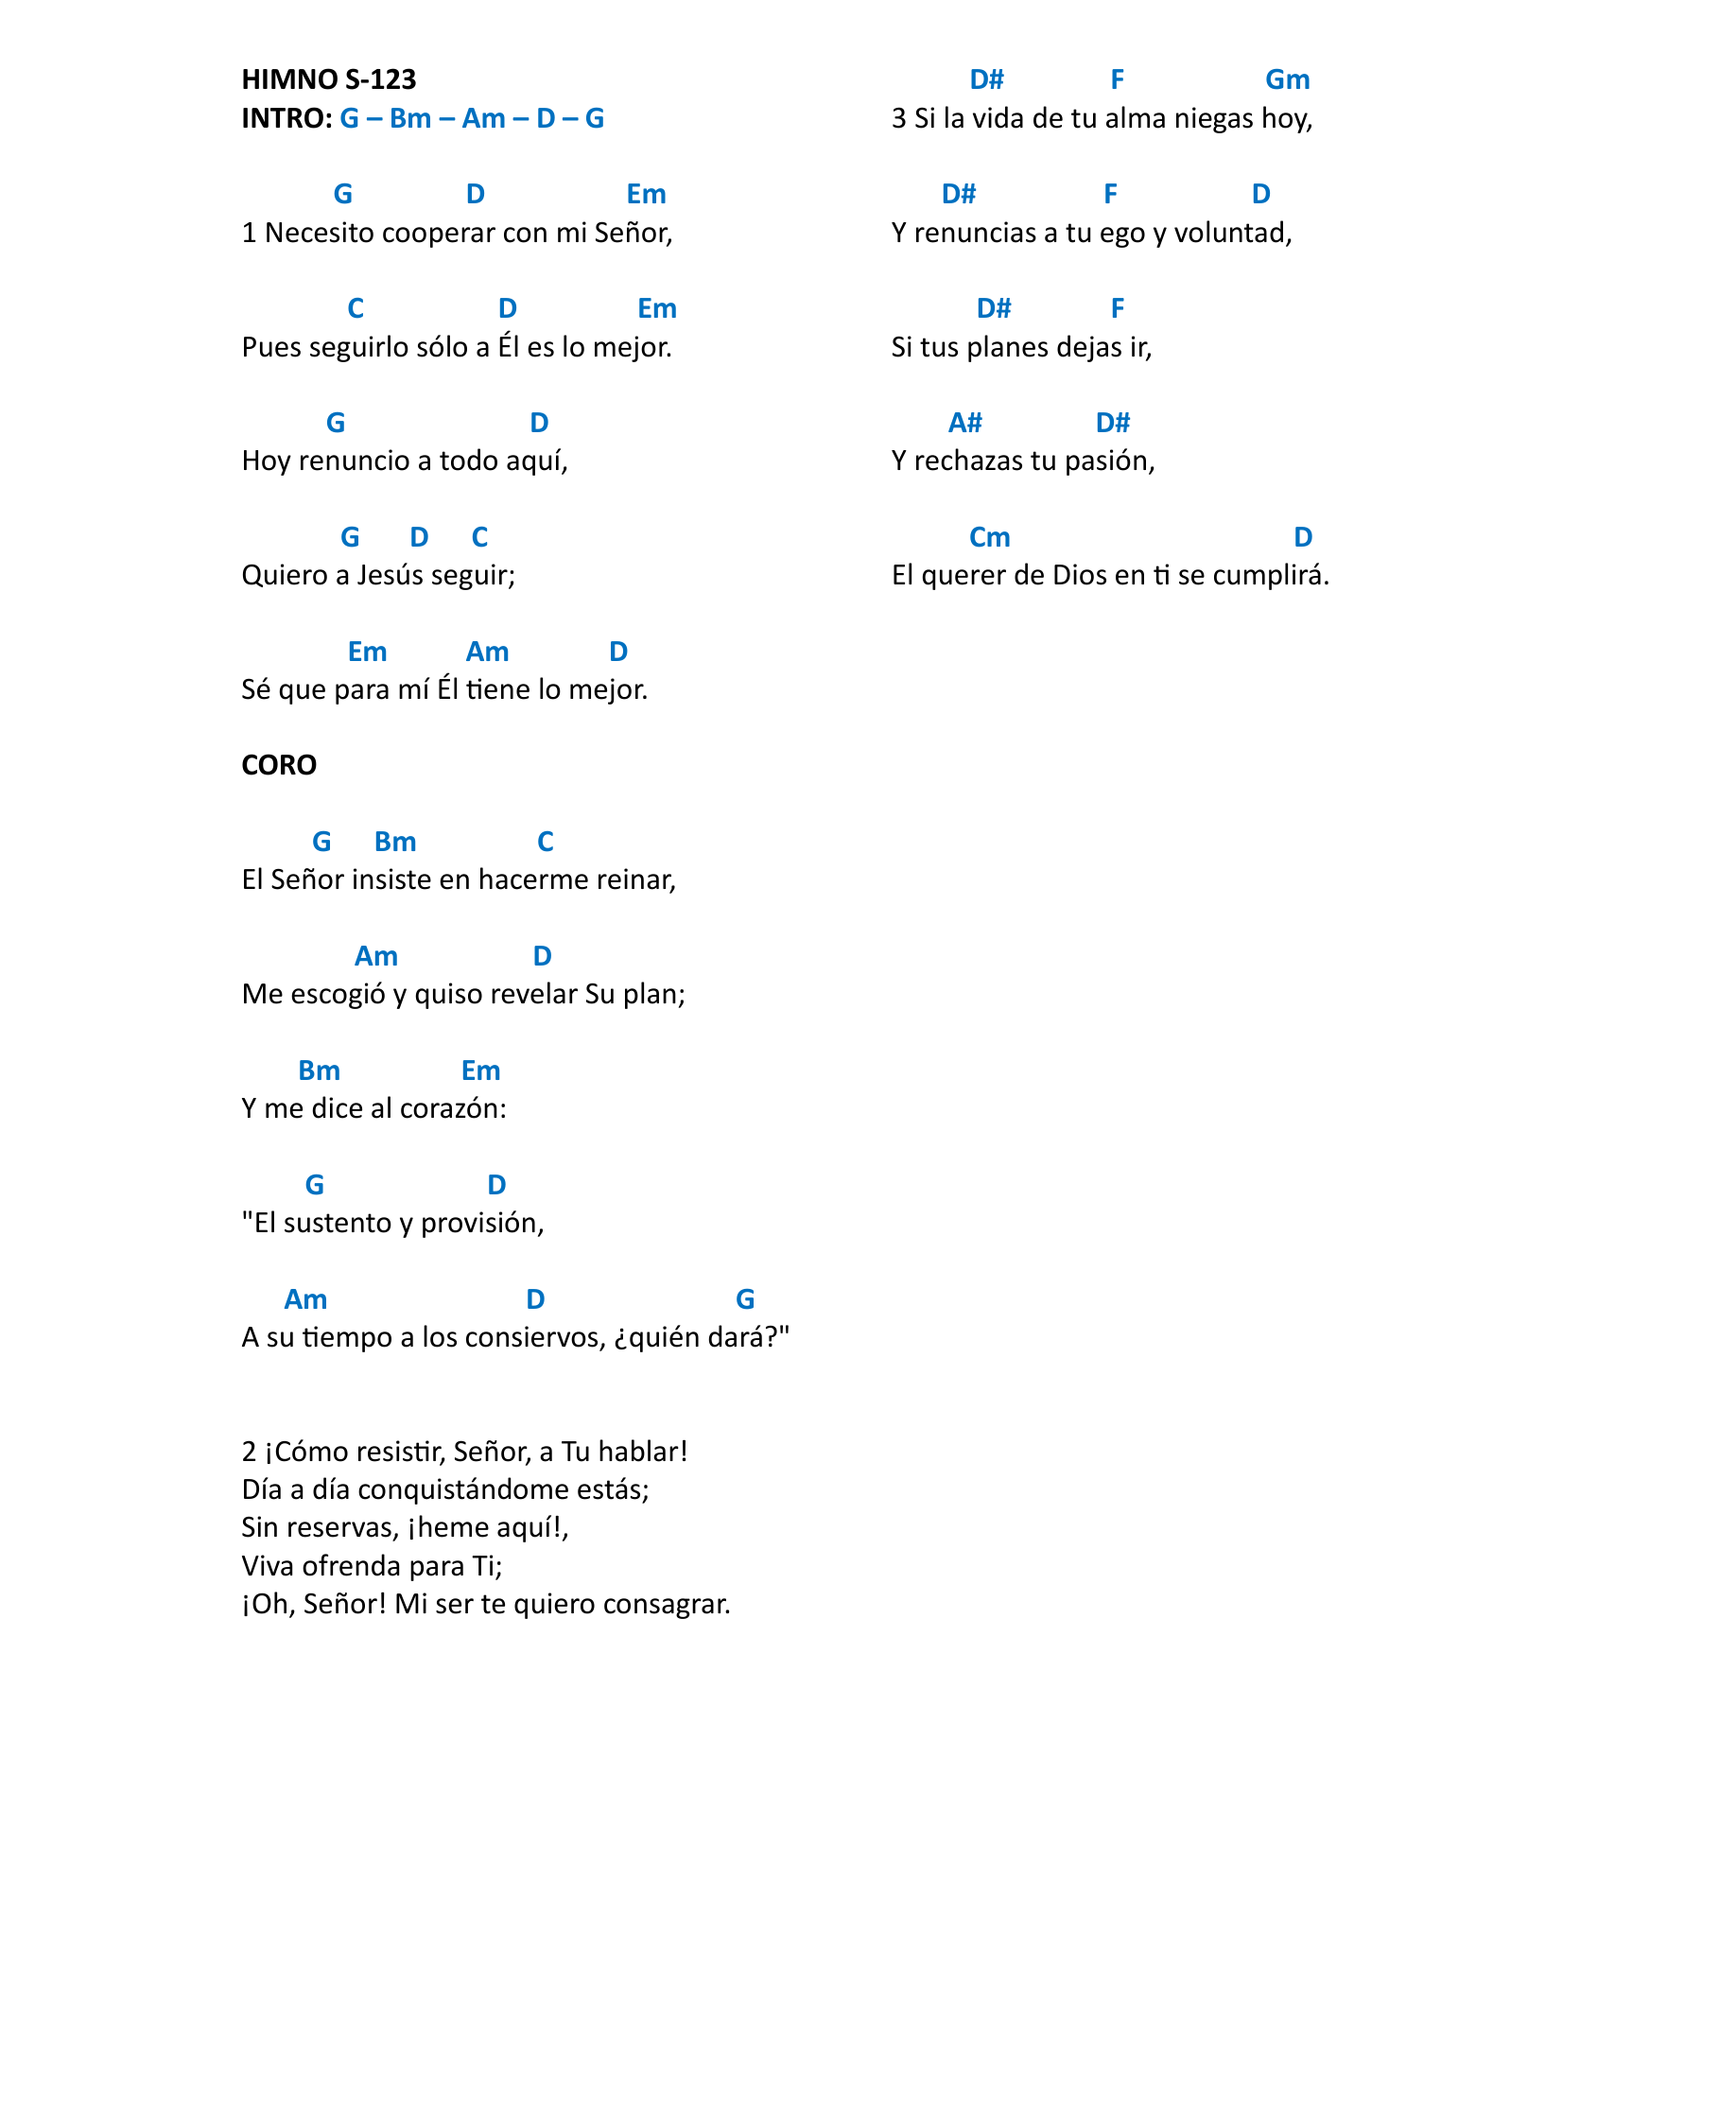 HIMNO S-123
INTRO: G – Bm – Am – D – G
G D Em
1 Necesito cooperar con mi Señor,
C D Em
Pues seguirlo sólo a Él es lo mejor.
G D
Hoy renuncio a todo aquí,
G D C
Quiero a Jesús seguir;
Em Am D
Sé que para mí Él tiene lo mejor.
CORO
G Bm C
El Señor insiste en hacerme reinar,
Am D
Me escogió y quiso revelar Su plan;
Bm Em
Y me dice al corazón:
G D
"El sustento y provisión,
Am D G
A su tiempo a los consiervos, ¿quién dará?"
2 ¡Cómo resistir, Señor, a Tu hablar!
Día a día conquistándome estás;
Sin reservas, ¡heme aquí!,
Viva ofrenda para Ti;
¡Oh, Señor! Mi ser te quiero consagrar.
D# F Gm
3 Si la vida de tu alma niegas hoy,
D# F D
Y renuncias a tu ego y voluntad,
D# F
Si tus planes dejas ir,
A# D#
Y rechazas tu pasión,
Cm D
El querer de Dios en ti se cumplirá.